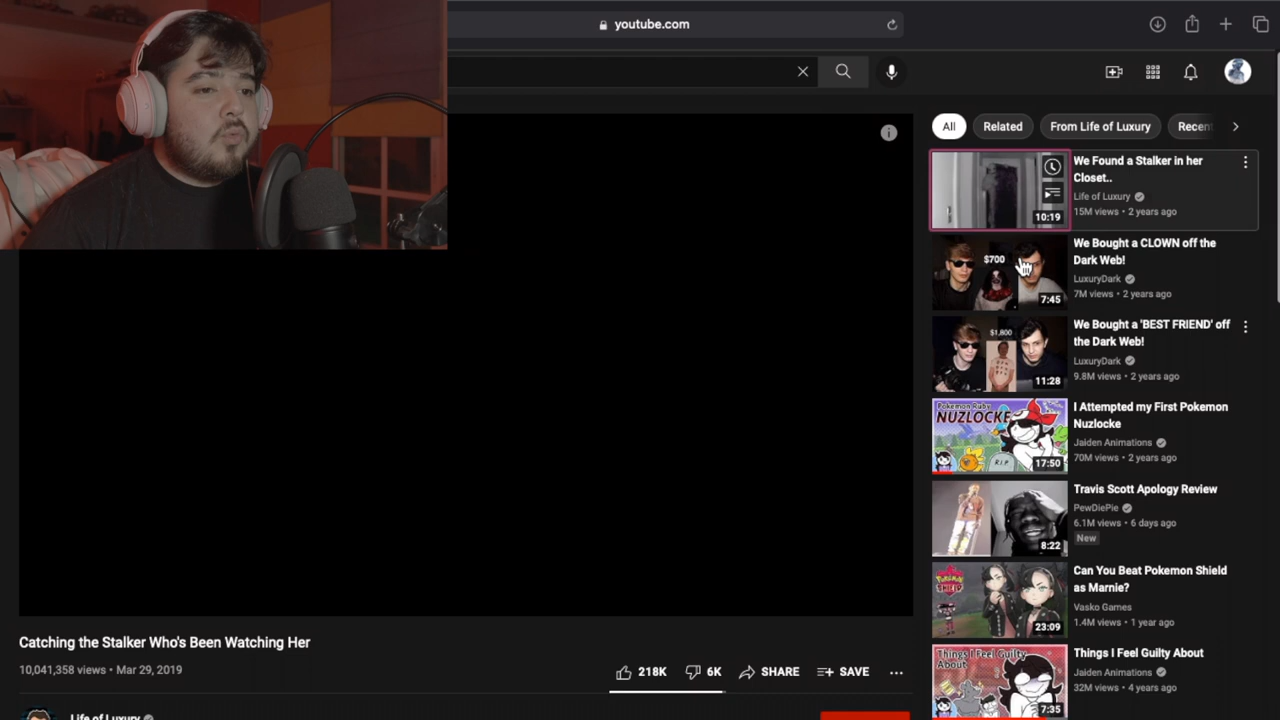 youtube.com
All
Related
From Life of Luxury
Recen
We Found a Stalker in her
Closet..
Life of Luxury
15M views • 2 years ago
10:19
We Bought a CLOWN off the
Dark Web!
$700
LuxuryDark
7M views • 2 years ago
7:45
We Bought a 'BEST FRIEND' off
the Dark Web!
$1,800
LuxuryDark
9.8M views • 2 years ago
11:28
I Attempted my First Pokemon
Nuzlocke
Pokemon Ruby
NUZLOCKE
R.I.P
Jaiden Animations
70M views • 2 years ago
17:50
Travis Scott Apology Review
PewDiePie
6.1M views • 6 days ago
New
8:22
Can You Beat Pokemon Shield
as Marnie?
Vasko Games
1.4M views • 1 year ago
23:09
Things I Feel Guilty About
Things I Feel Guilty
About
Jaiden Animations
32M views • 4 years ago
7:35
Catching the Stalker Who's Been Watching Her
10,041,358 views • Mar 29, 2019
218K
6K
SHARE
SAVE
Life of Luxury